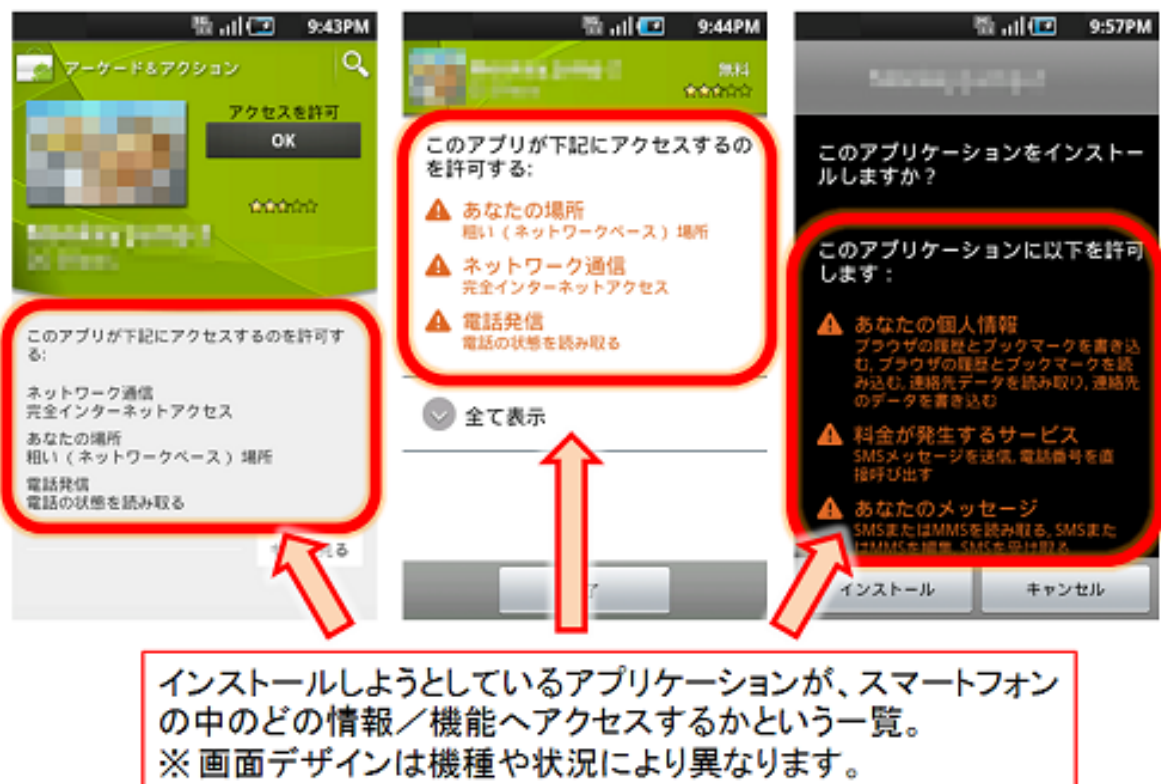 9:43PM
アーケード&アクション
アクセスを許可
OK
このアプリが下記にアクセスするのを許可す
る:
ネットワーク通信
完全インターネットアクセス
あなたの場所
粗い (ネットワークベース) 場所
電話発信
電話の状態を読み取る
見る
9:44PM
無料
このアプリが下記にアクセスするの
を許可する:
あなたの場所
粗い (ネットワークベース) 場所
ネットワーク通信
完全インターネットアクセス
電話発信
電話の状態を読み取る
全て表示
9:57PM
このアプリケーションをインストー
ルしますか?
このアプリケーションに以下を許可
します:
あなたの個人情報
ブラウザの履歴とブックマークを書き込
む, ブラウザの履歴とブックマークを読
み込む, 連絡先データを読み取り, 連絡先
のデータを書き込む
料金が発生するサービス
SMSメッセージを送信, 電話番号を直
接呼び出す
あなたのメッセージ
SMSまたはMMSを読み取る, SMSまた
はMMSを編集, SMSを受け取る
インストール
キャンセル
インストールしようとしているアプリケーションが、スマートフォン
の中のどの情報/機能へアクセスするかという一覧。
※画面デザインは機種や状況により異なります。